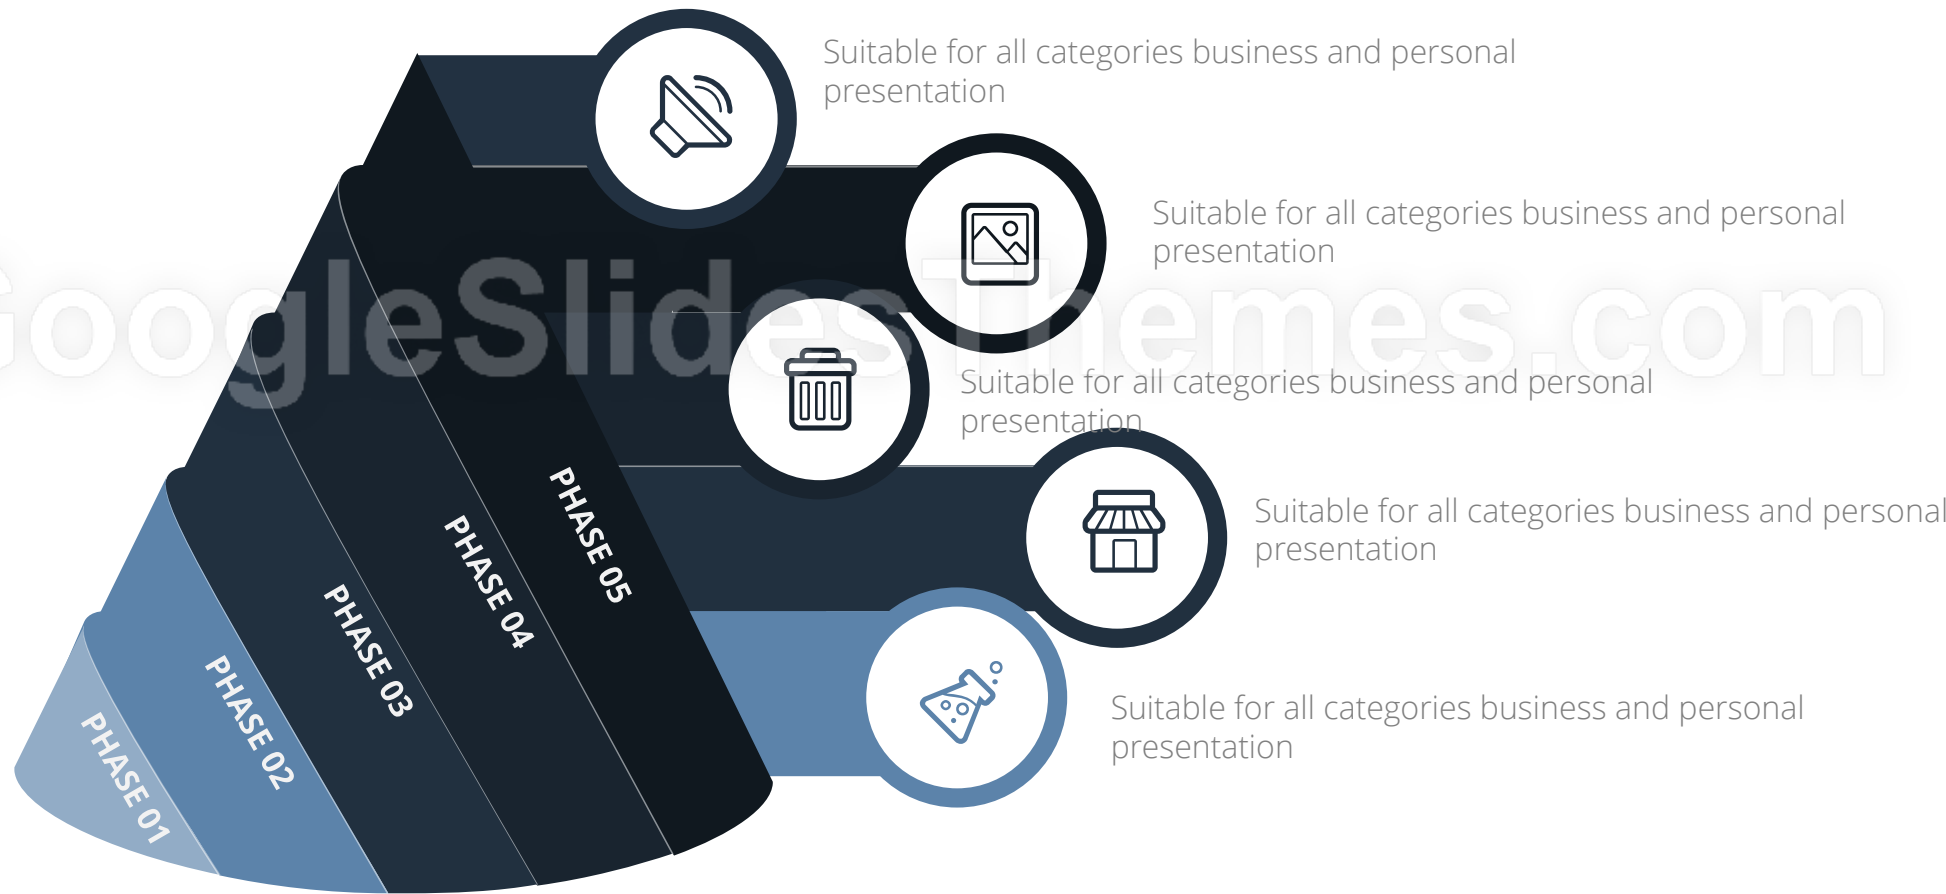 Suitable for all categories business and personal
presentation
Suitable for all categories business and personal
presentation
GoogleSlidesThemes.com
Suitable for all categories business and personal
presentation
Suitable for all categories business and personal
presentation
Suitable for all categories business and personal
presentation
PHASE 01
PHASE 02
PHASE 03
PHASE 04
PHASE 05